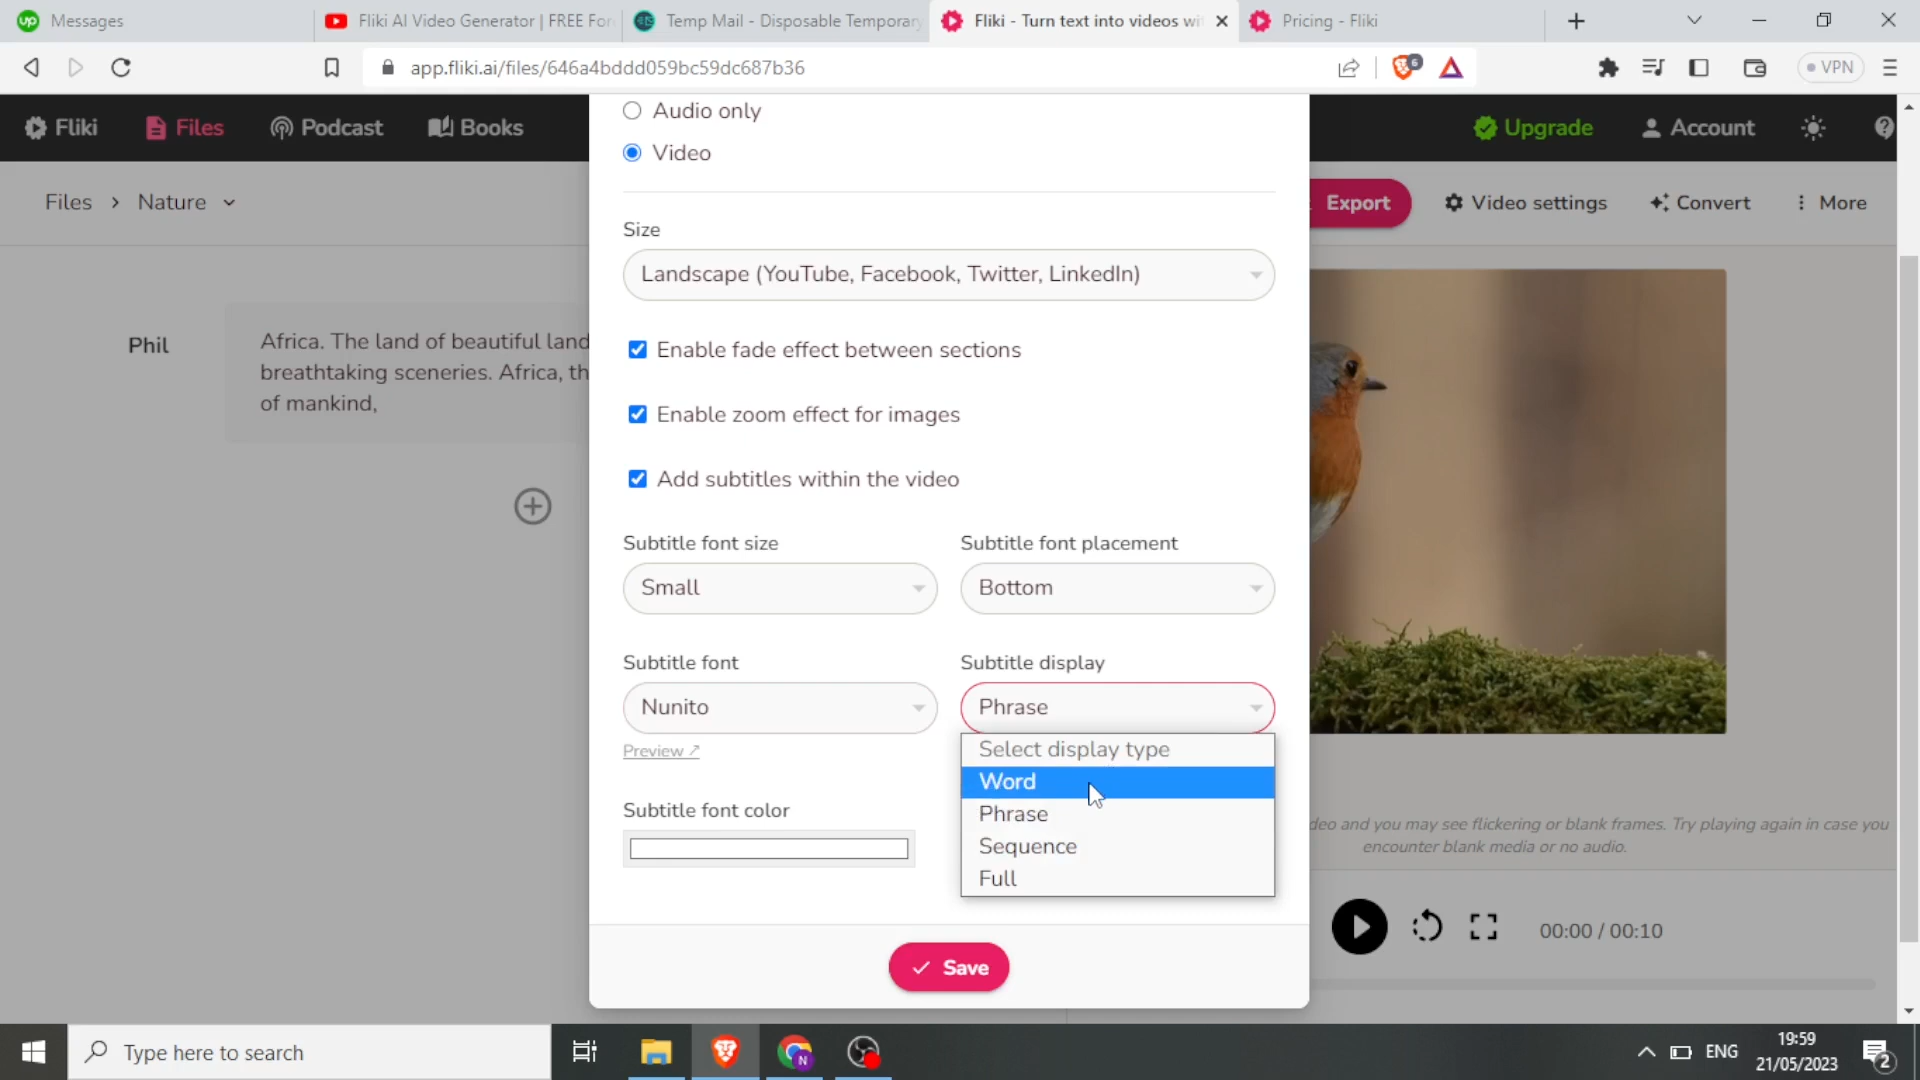 Messages
Fliki AI Video Generator | FREE For
Temp Mail - Disposable Temporary
Fliki - Turn text into videos wi
Pricing - Fliki
app.fliki.ai/files/646a4bddd059bc59dc687b36
6
VPN
Fliki
Files
Podcast
Books
Upgrade
Account
Files > Nature
Export
Video settings
Convert
More
Audio only
Video
Size
Landscape (YouTube, Facebook, Twitter, LinkedIn)
Enable fade effect between sections
Enable zoom effect for images
Add subtitles within the video
Subtitle font size
Subtitle font placement
Small
Bottom
Subtitle font
Subtitle display
Nunito
Phrase
Preview ↗
Select display type
Word
Phrase
Sequence
Full
Subtitle font color
Save
Phil
Africa. The land of beautiful land
breathtaking sceneries. Africa, th
of mankind,
deo and you may see flickering or blank frames. Try playing again in case you
encounter blank media or no audio.
00:00 / 00:10
Type here to search
N
ENG
19:59
21/05/2023
2